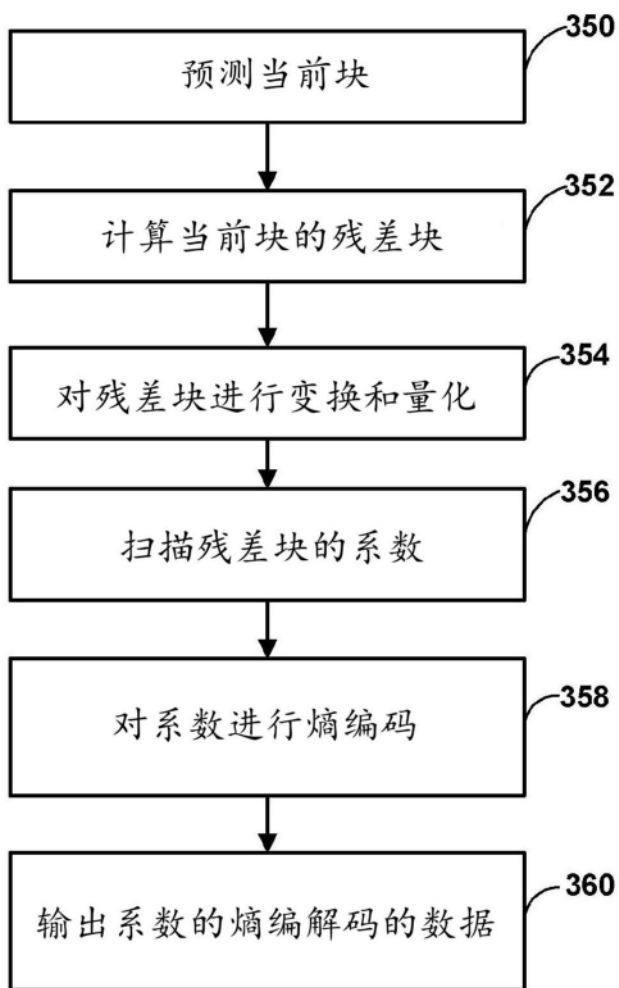 350
预测当前块
352
计算当前块的残差块
354
对残差块进行变换和量化
356
扫描残差块的系数
358
对系数进行熵编码
360
输出系数的熵编解码的数据